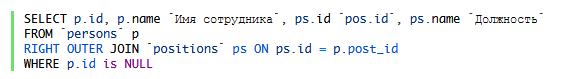 SELECT p.id, p.name `Имя сотрудника`, ps.id `pos.id`, ps.name `Должность`
FROM `persons` p
RIGHT OUTER JOIN `positions` ps ON ps.id = p.post_id
WHERE p.id is NULL